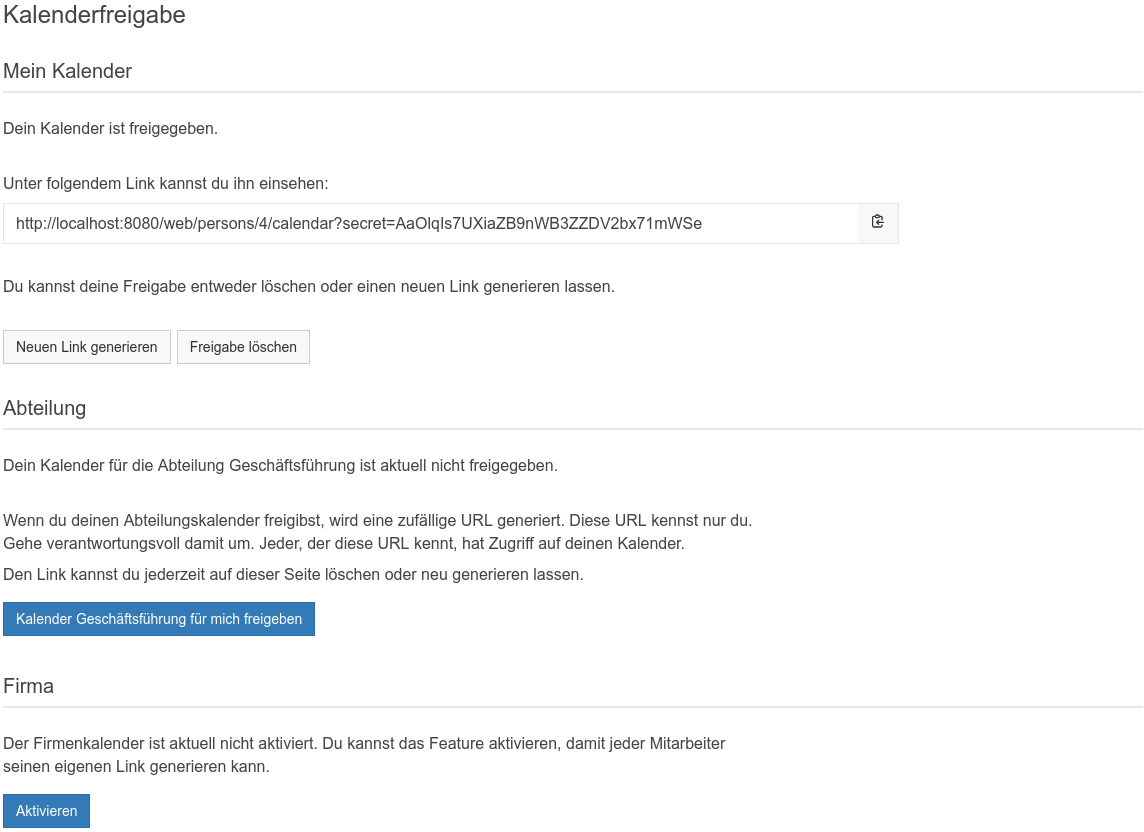 Kalenderfreigabe
Mein Kalender
Dein Kalender ist freigegeben.
Unter folgendem Link kannst du ihn einsehen:
http://localhost:8080/web/persons/4/calendar?secret=AaOlqIs7UXiaZB9nWB3ZZDV2bx71mWSe
Du kannst deine Freigabe entweder löschen oder einen neuen Link generieren lassen.
Neuen Link generieren
Freigabe löschen
Abteilung
Dein Kalender für die Abteilung Geschäftsführung ist aktuell nicht freigegeben.
Wenn du deinen Abteilungskalender freigibst, wird eine zufällige URL generiert. Diese URL kennst nur du.
Gehe verantwortungsvoll damit um. Jeder, der diese URL kennt, hat Zugriff auf deinen Kalender.
Den Link kannst du jederzeit auf dieser Seite löschen oder neu generieren lassen.
Kalender Geschäftsführung für mich freigeben
Firma
Der Firmenkalender ist aktuell nicht aktiviert. Du kannst das Feature aktivieren, damit jeder Mitarbeiter
seinen eigenen Link generieren kann.
Aktivieren